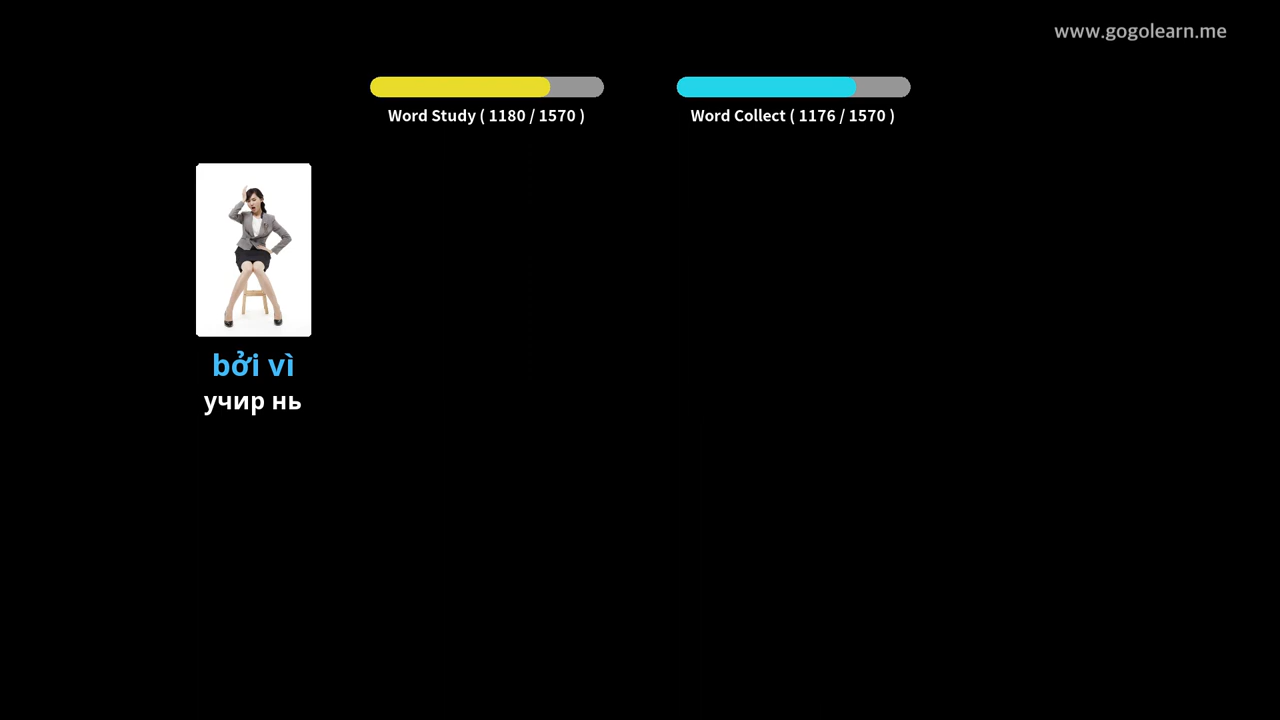 www.gogolearn.me
Word Study ( 1180 / 1570 )
Word Collect ( 1176 / 1570 )
bởi vì
учир нь